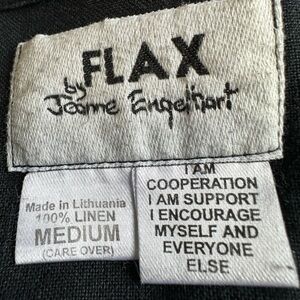 FLAX
by
Jeanne Engelhart
Made in Lithuania
100% LINEN
MEDIUM
(CARE OVER)
I AM
COOPERATION
I AM SUPPORT
I ENCOURAGE
MYSELF AND
EVERYONE
ELSE